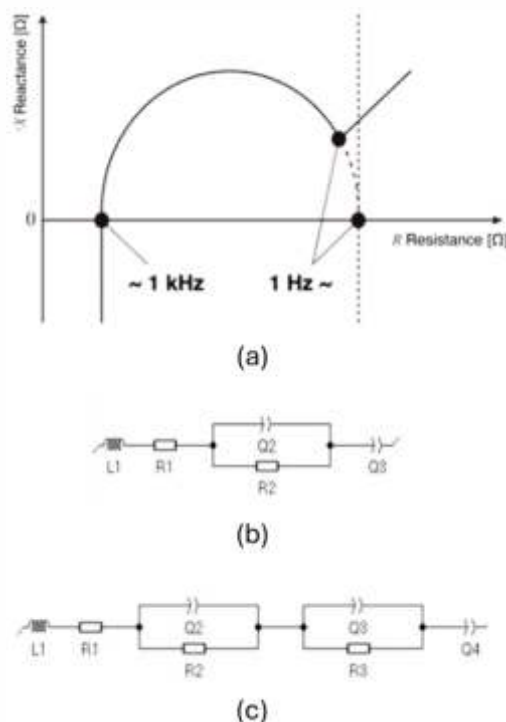 X Reactance [Ω]
0
R Resistance [Ω]
~ 1 kHz
1 Hz ~
(a)
Q2
L1 R1 Q3
R2
(b)
Q2 Q3
L1 R1 Q4
R2 R3
(c)